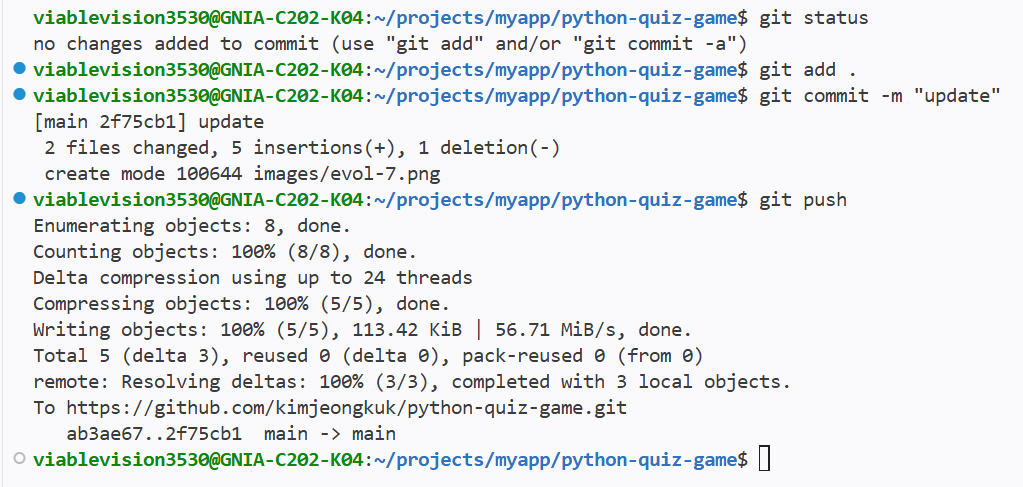 viablevision3530@GNIA-C202-K04:~/projects/myapp/python-quiz-game$ git status
no changes added to commit (use "git add" and/or "git commit -a")
viablevision3530@GNIA-C202-K04:~/projects/myapp/python-quiz-game$ git add .
viablevision3530@GNIA-C202-K04:~/projects/myapp/python-quiz-game$ git commit -m "update"
[main 2f75cb1] update
 2 files changed, 5 insertions(+), 1 deletion(-)
 create mode 100644 images/evol-7.png
viablevision3530@GNIA-C202-K04:~/projects/myapp/python-quiz-game$ git push
Enumerating objects: 8, done.
Counting objects: 100% (8/8), done.
Delta compression using up to 24 threads
Compressing objects: 100% (5/5), done.
Writing objects: 100% (5/5), 113.42 KiB | 56.71 MiB/s, done.
Total 5 (delta 3), reused 0 (delta 0), pack-reused 0 (from 0)
remote: Resolving deltas: 100% (3/3), completed with 3 local objects.
To https://github.com/kimjeongkuk/python-quiz-game.git
   ab3ae67..2f75cb1  main -> main
viablevision3530@GNIA-C202-K04:~/projects/myapp/python-quiz-game$